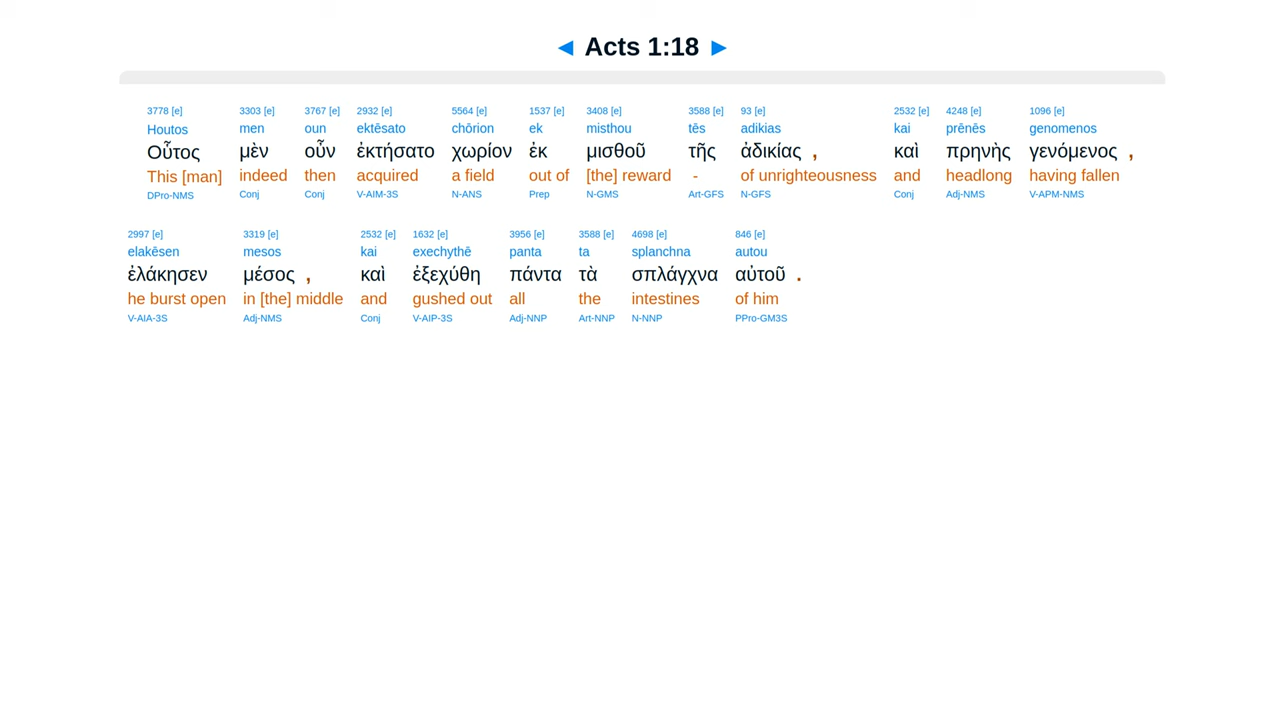 ◄ Acts 1:18 ►
3778 [e] 3303 [e] 3767 [e] 2932 [e] 5564 [e] 1537 [e] 3408 [e] 3588 [e] 93 [e] 2532 [e] 4248 [e] 1096 [e]
Houtos men oun ektēsato chōrion ek misthou tēs adikias kai prēnēs genomenos
Οὗτος μὲν οὖν ἐκτήσατο χωρίον ἐκ μισθοῦ τῆς ἀδικίας , καὶ πρηνὴς γενόμενος ,
This [man] indeed then acquired a field out of [the] reward - of unrighteousness and headlong having fallen
DPro-NMS Conj Conj V-AIM-3S N-ANS Prep N-GMS Art-GFS N-GFS Conj Adj-NMS V-APM-NMS
2997 [e] 3319 [e] 2532 [e] 1632 [e] 3956 [e] 3588 [e] 4698 [e] 846 [e]
elakēsen mesos kai exechythē panta ta splanchna autou
ἐλάκησεν μέσος , καὶ ἐξεχύθη πάντα τὰ σπλάγχνα αὐτοῦ .
he burst open in [the] middle and gushed out all the intestines of him
V-AIA-3S Adj-NMS Conj V-AIP-3S Adj-NNP Art-NNP N-NNP PPro-GM3S